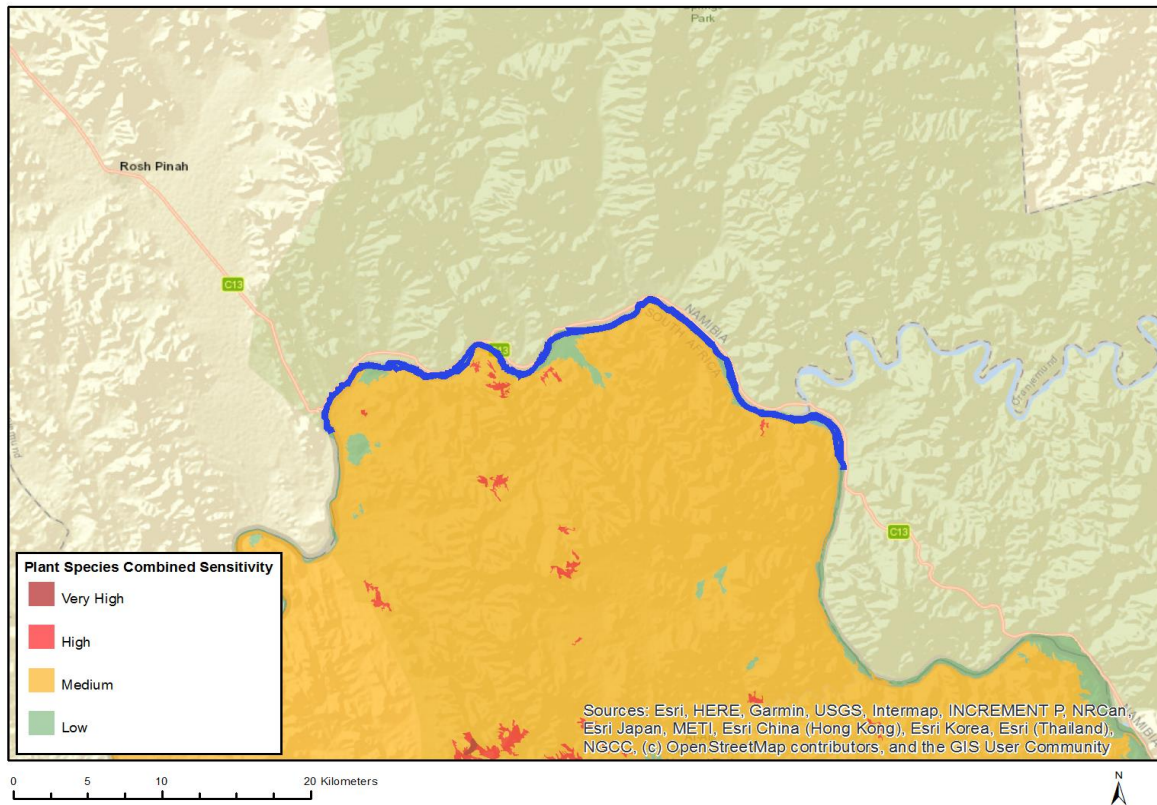 Park
Rosh Pinah
C13
NAMIBIA
SOUTH AFRICA
Oranjemund
C13
Plant Species Combined Sensitivity
Very High
High
Medium
Low
Sources: Esri, HERE, Garmin, USGS, Intermap, INCREMENT P, NRCan,
Esri Japan, METI, Esri China (Hong Kong), Esri Korea, Esri (Thailand),
NGCC, (c) OpenStreetMap contributors, and the GIS User Community
0 5 10 20 Kilometers
N